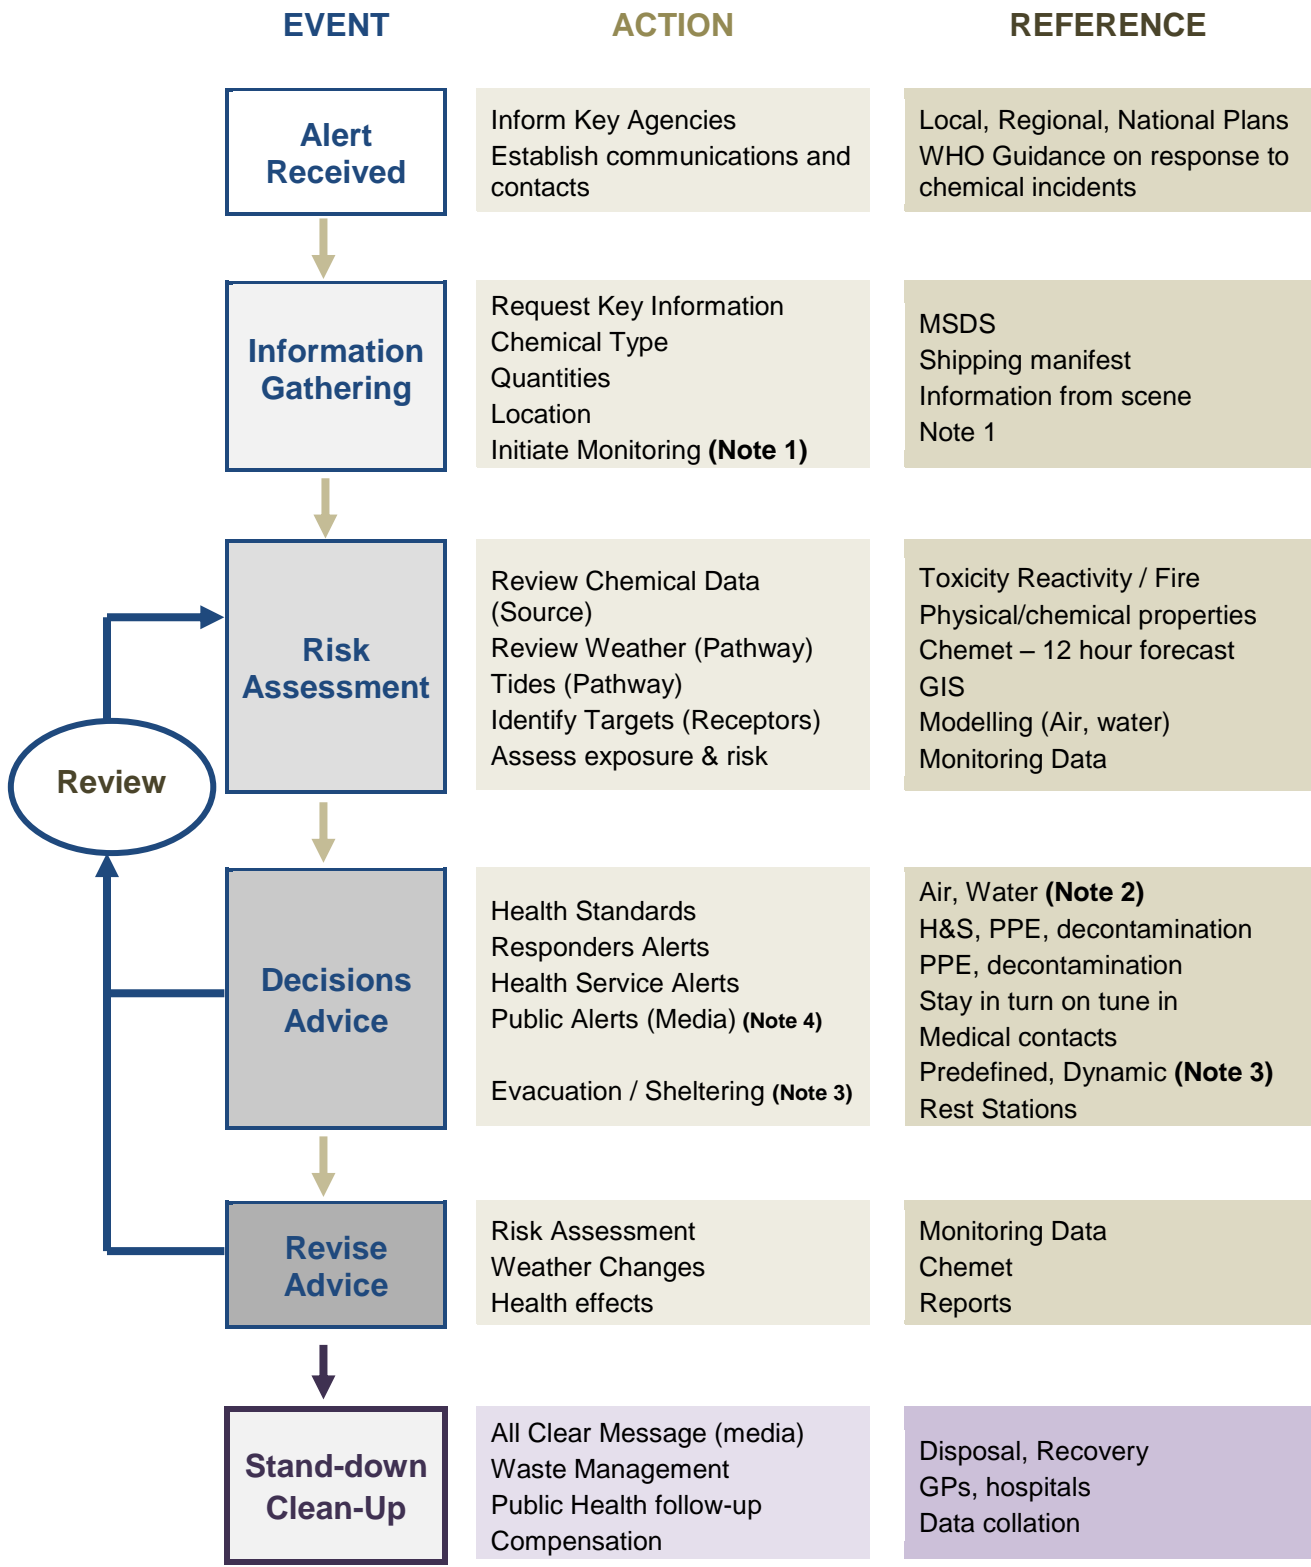 EVENT
ACTION
REFERENCE
Alert
Received
Inform Key Agencies
Establish communications and
contacts
Local, Regional, National Plans
WHO Guidance on response to
chemical incidents
Information
Gathering
Request Key Information
Chemical Type
Quantities
Location
Initiate Monitoring (Note 1)
MSDS
Shipping manifest
Information from scene
Note 1
Risk
Assessment
Review Chemical Data
(Source)
Review Weather (Pathway)
Tides (Pathway)
Identify Targets (Receptors)
Assess exposure & risk
Toxicity Reactivity / Fire
Physical/chemical properties
Chemet – 12 hour forecast
GIS
Modelling (Air, water)
Monitoring Data
Review
Decisions
Advice
Health Standards
Responders Alerts
Health Service Alerts
Public Alerts (Media) (Note 4)
Evacuation / Sheltering (Note 3)
Air, Water (Note 2)
H&S, PPE, decontamination
PPE, decontamination
Stay in turn on tune in
Medical contacts
Predefined, Dynamic (Note 3)
Rest Stations
Revise
Advice
Risk Assessment
Weather Changes
Health effects
Monitoring Data
Chemet
Reports
Stand-down
Clean-Up
All Clear Message (media)
Waste Management
Public Health follow-up
Compensation
Disposal, Recovery
GPs, hospitals
Data collation